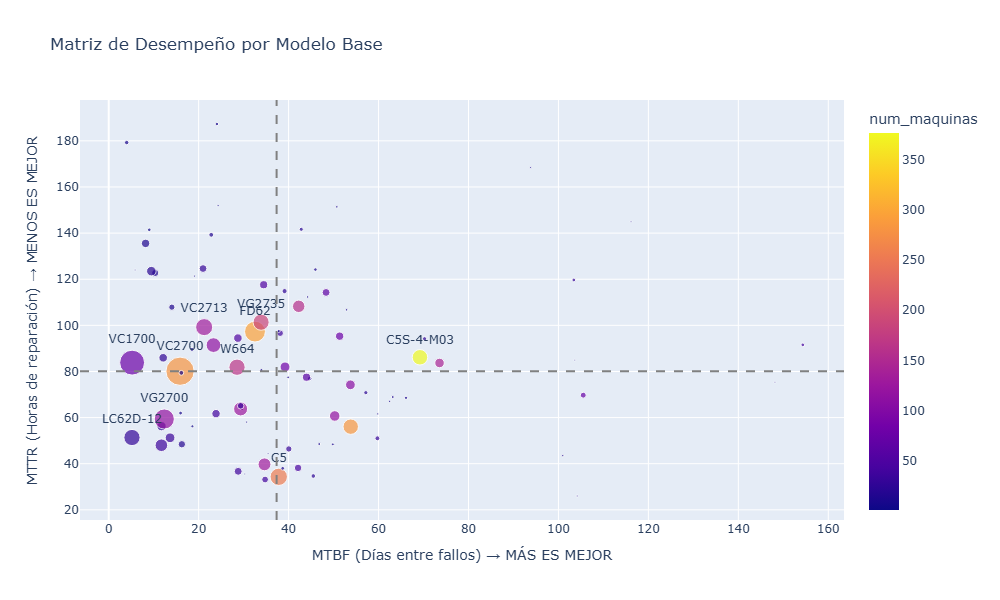 Matriz de Desempeño por Modelo Base
num_maquinas
350
300
250
200
150
100
50
MTTR (Horas de reparación) → MENOS ES MEJOR
180
160
140
120
100
80
60
40
20
VC2713
VG2735
FD62
VC1700
VC2700
W664
C5S-4-M03
VG2700
LC62D-12
C5
0
20
40
60
80
100
120
140
160
MTBF (Días entre fallos) → MÁS ES MEJOR